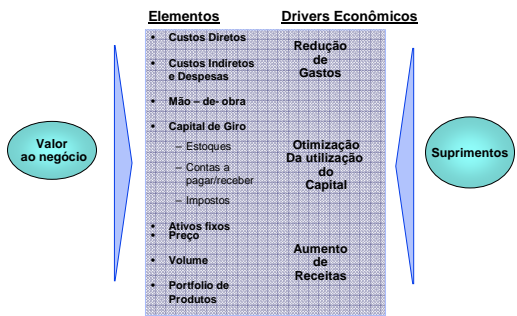 Elementos
Drivers Econômicos
Valor
ao negócio
• Custos Diretos
• Custos Indiretos
e Despesas
• Mão – de- obra
• Capital de Giro
– Estoques
– Contas a
pagar/receber
– Impostos
• Ativos fixos
• Preço
• Volume
• Portfolio de
Produtos
Redução
de
Gastos
Otimização
Da utilização
do
Capital
Aumento
de
Receitas
Suprimentos